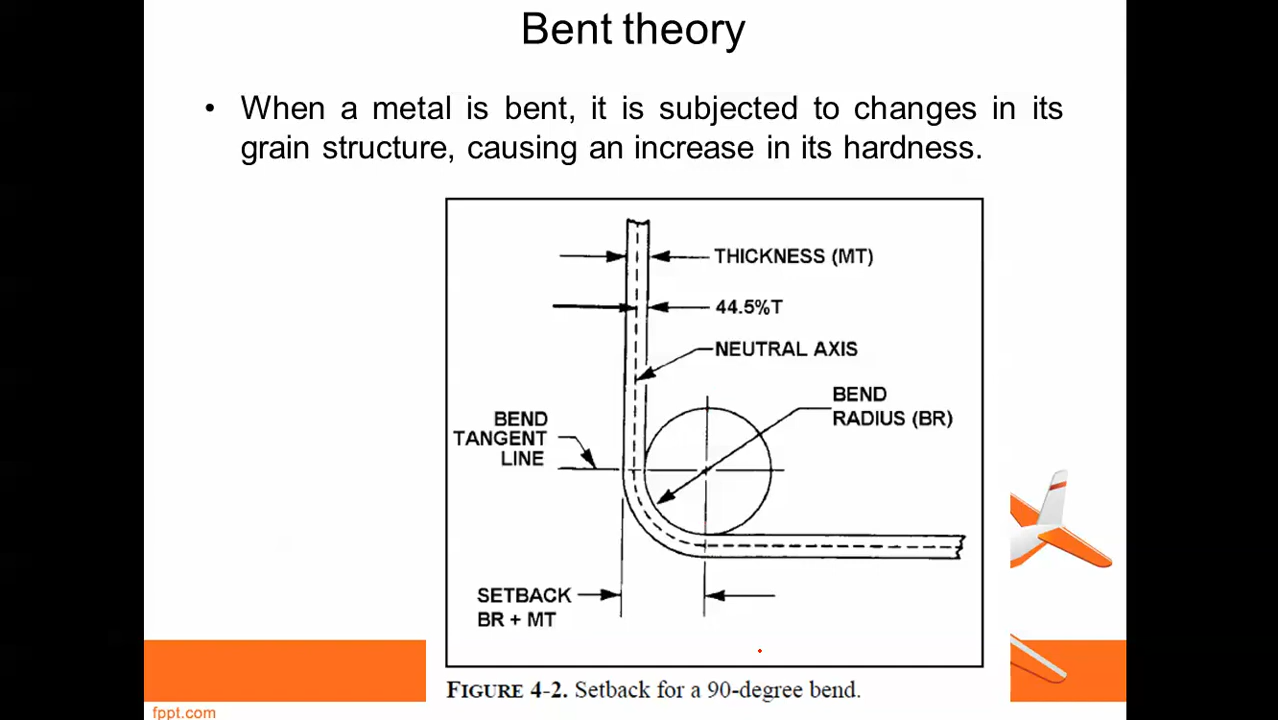 Bent theory
• When a metal is bent, it is subjected to changes in its
grain structure, causing an increase in its hardness.
THICKNESS (MT)
44.5%T
NEUTRAL AXIS
BEND
RADIUS (BR)
BEND
TANGENT
LINE
SETBACK
BR + MT
FIGURE 4-2. Setback for a 90-degree bend.
fppt.com